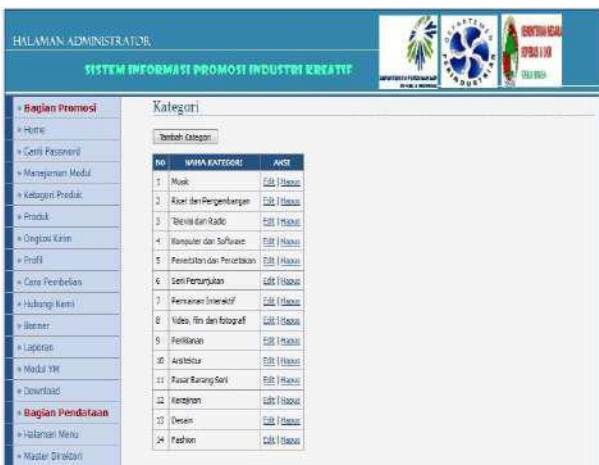 HALAMAN ADMINISTRATOR
SISTEM INFORMASI PROMOSI INDUSTRI KREATIF
DEPARTEMEN
PERINDUSTRIAN
» Bagian Promosi
» Home
» Ganti Password
» Manajemen Modul
» Kategori Produk
» Produk
» Ongkos Kirim
» Profil
» Cara Pembelian
» Hubungi Kami
» Banner
» Laporan
» Modul YM
» Download
» Bagian Pendataan
» Halaman Menu
» Master Direktori
Kategori
Tambah Kategori
NO NAMA KATEGORI AKSI
1 Musik Edit | Hapus
2 Riset dan Pengembangan Edit | Hapus
3 Televisi dan Radio Edit | Hapus
4 Komputer dan Software Edit | Hapus
5 Penerbitan dan Percetakan Edit | Hapus
6 Seni Pertunjukan Edit | Hapus
7 Permainan Interaktif Edit | Hapus
8 Video, film dan fotografi Edit | Hapus
9 Periklanan Edit | Hapus
10 Arsitektur Edit | Hapus
11 Pasar Barang Seni Edit | Hapus
12 Kerajinan Edit | Hapus
13 Desain Edit | Hapus
14 Fashion Edit | Hapus